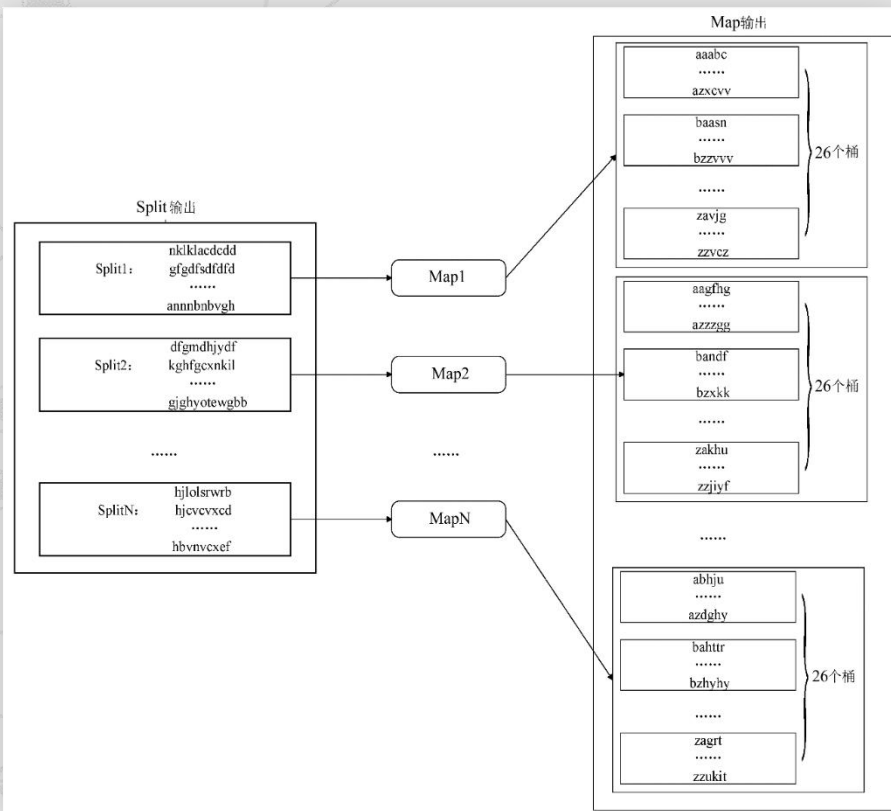 Split输出
Split1:
nklklacdcdd
gfgdfsdfdfd
……
annnbnbvgh
Split2:
dfgmdhjydf
kghfgcxnkil
……
gjghyotewgbb
……
SplitN:
hjlolsrwrb
hjcvcvxcd
……
hbvnvcxef
Map1
Map2
……
MapN
Map输出
aaabc
……
azxcvv
baasn
……
bzzvvv
……
zavjg
……
zzvcz
26个桶
aagfhg
……
azzzgg
bandf
……
bzxkk
……
zakhu
……
zzjiyf
26个桶
……
abhju
……
azdghy
bahttr
……
bzhyhy
……
zagrt
……
zzukit
26个桶